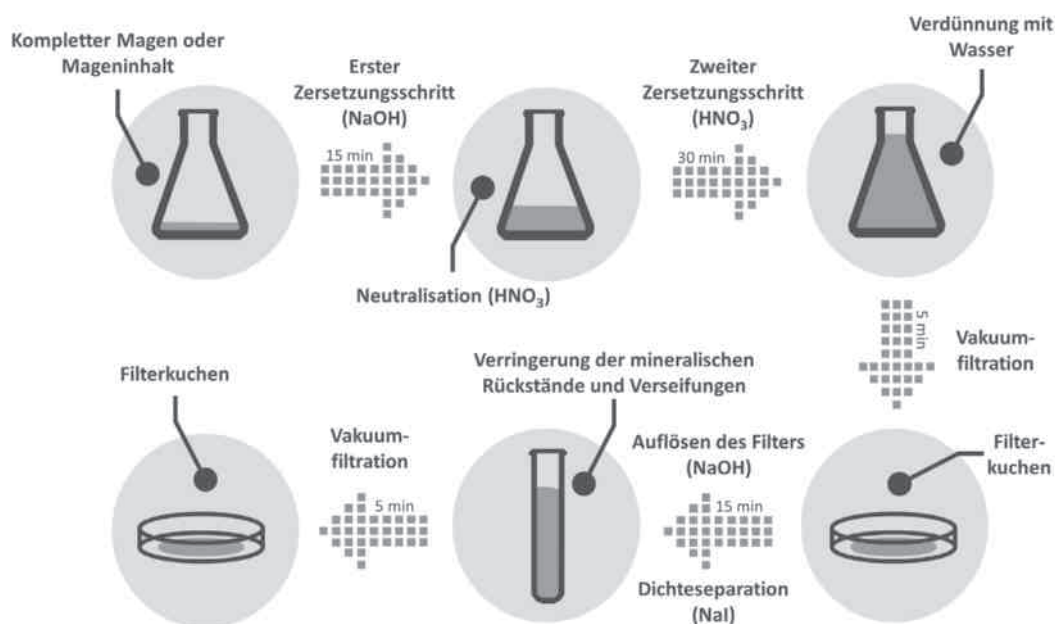 Kompletter Magen oder
Mageninhalt
Erster
Zersetzungsschritt
(NaOH)
15 min
Neutralisation (HNO₃)
Zweiter
Zersetzungsschritt
(HNO₃)
30 min
Verdünnung mit
Wasser
5 min
Vakuum-
filtration
Filter-
kuchen
Auflösen des Filters
(NaOH)
15 min
Dichteseparation
(NaI)
Verringerung der mineralischen
Rückstände und Verseifungen
Vakuum-
filtration
5 min
Filterkuchen